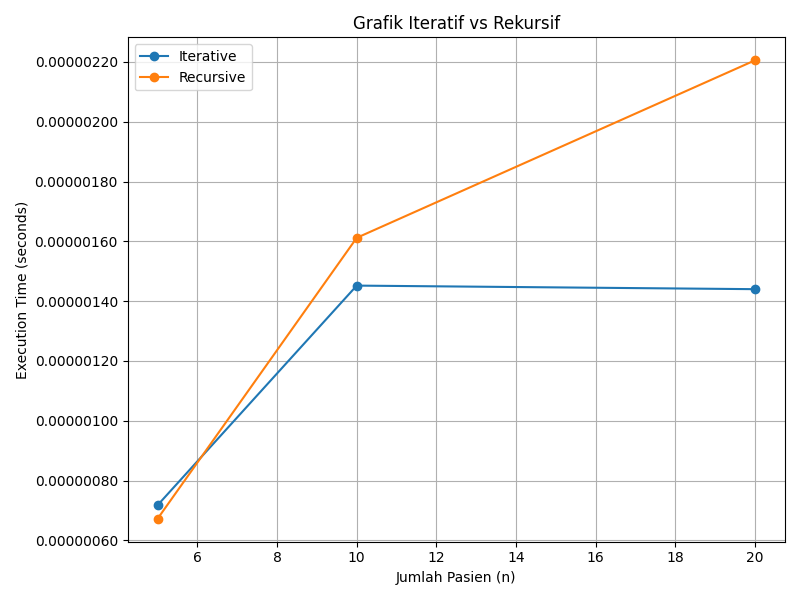 Grafik Iteratif vs Rekursif
Iterative
Recursive
Execution Time (seconds)
0.00000220
0.00000200
0.00000180
0.00000160
0.00000140
0.00000120
0.00000100
0.00000080
0.00000060
6 8 10 12 14 16 18 20
Jumlah Pasien (n)